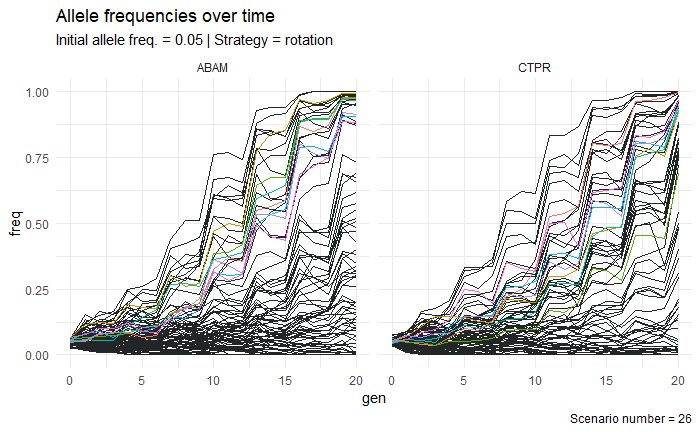 Allele frequencies over time
Initial allele freq. = 0.05 | Strategy = rotation
ABAM CTPR
1.00
0.75
0.50
0.25
0.00
freq
0 5 10 15 20 0 5 10 15 20
gen
Scenario number = 26